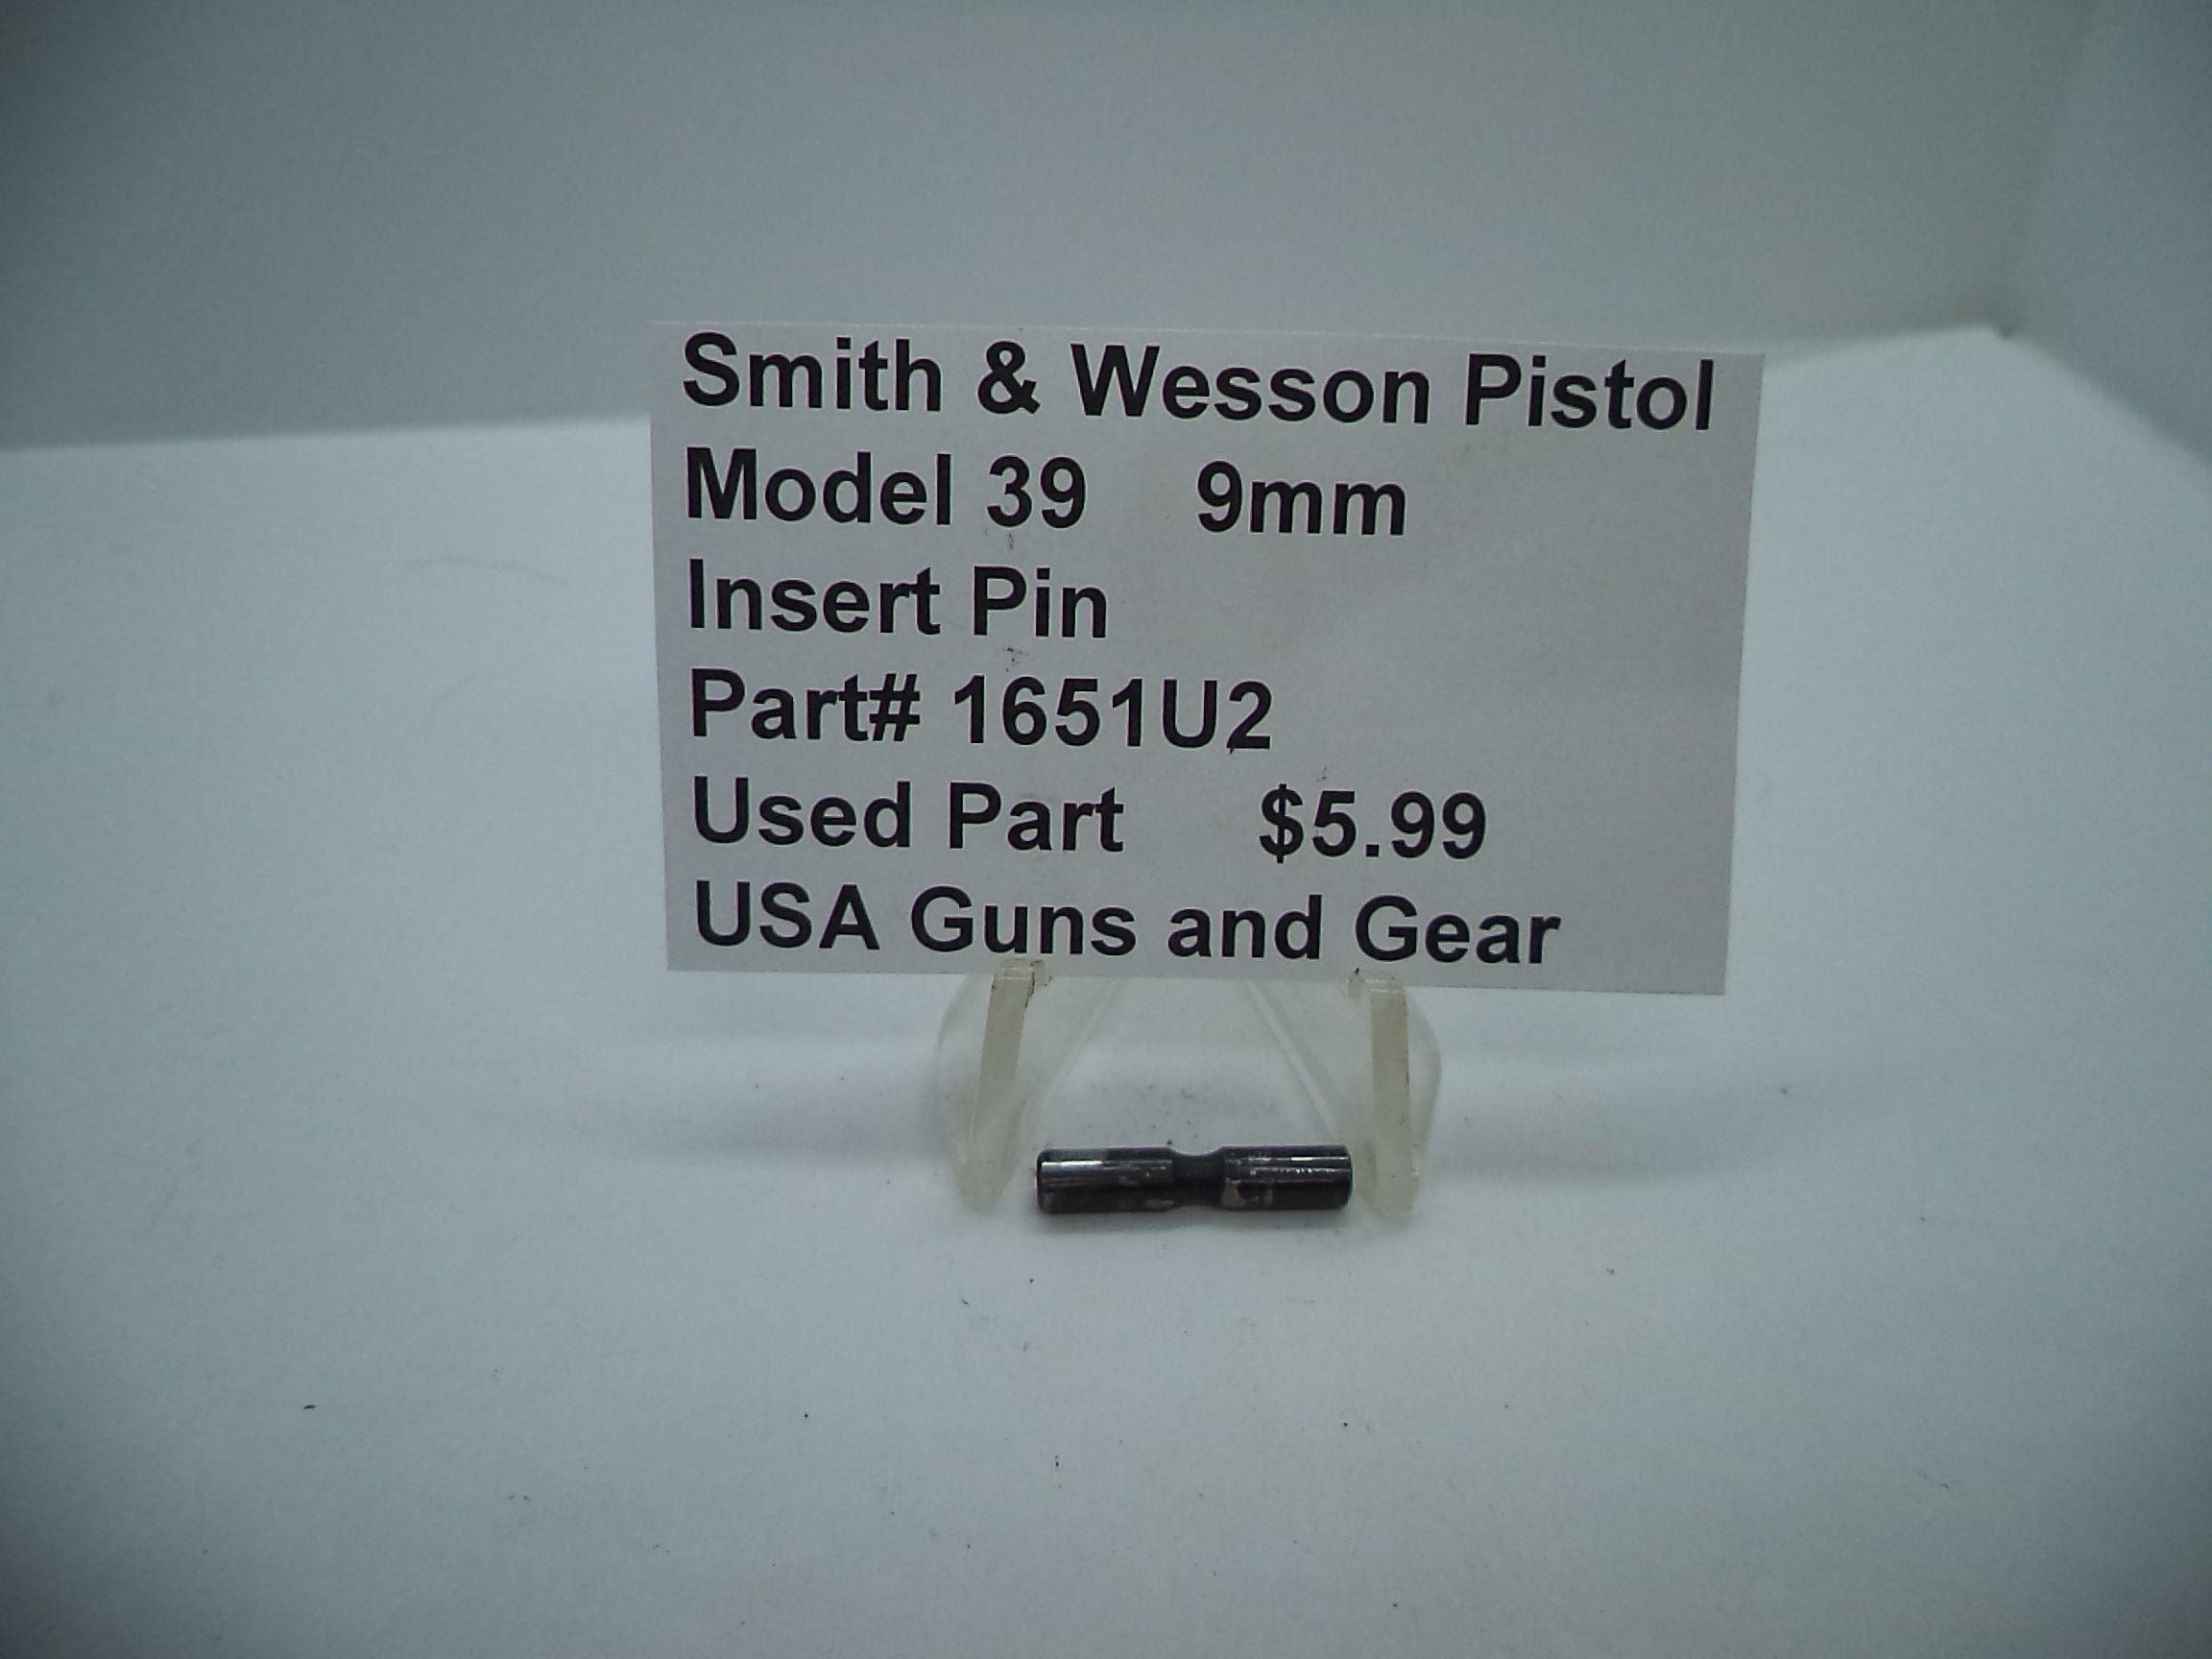 Smith & Wesson Pistol
Model 39 9mm
Insert Pin
Part# 1651U2
Used Part $5.99
USA Guns and Gear